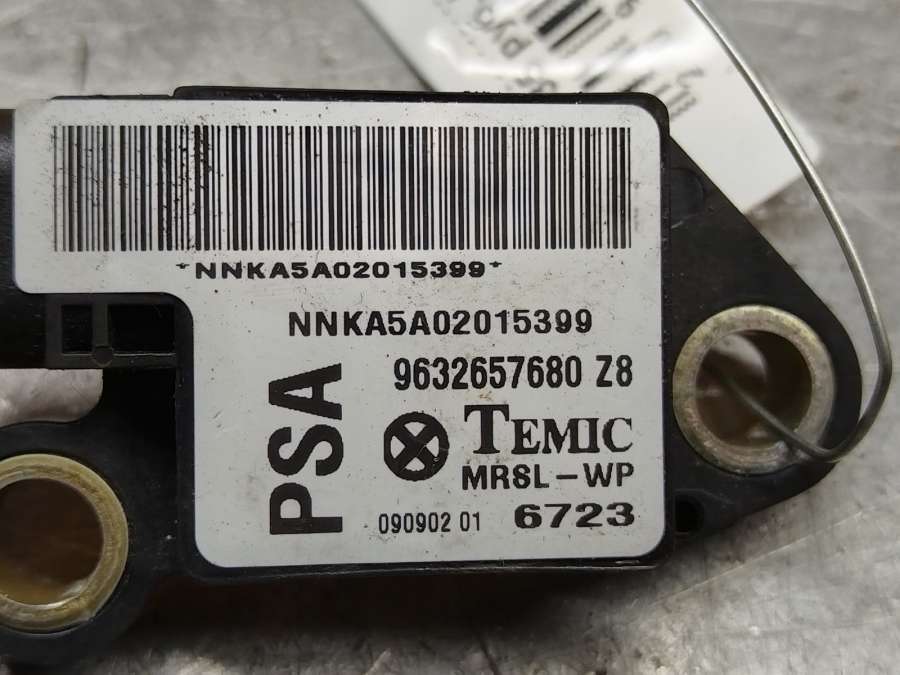 *NNKA5A02015399*
NNKA5A02015399
9632657680 Z8
PSA
TEMIC
MRSL-WP
090902 01 6723